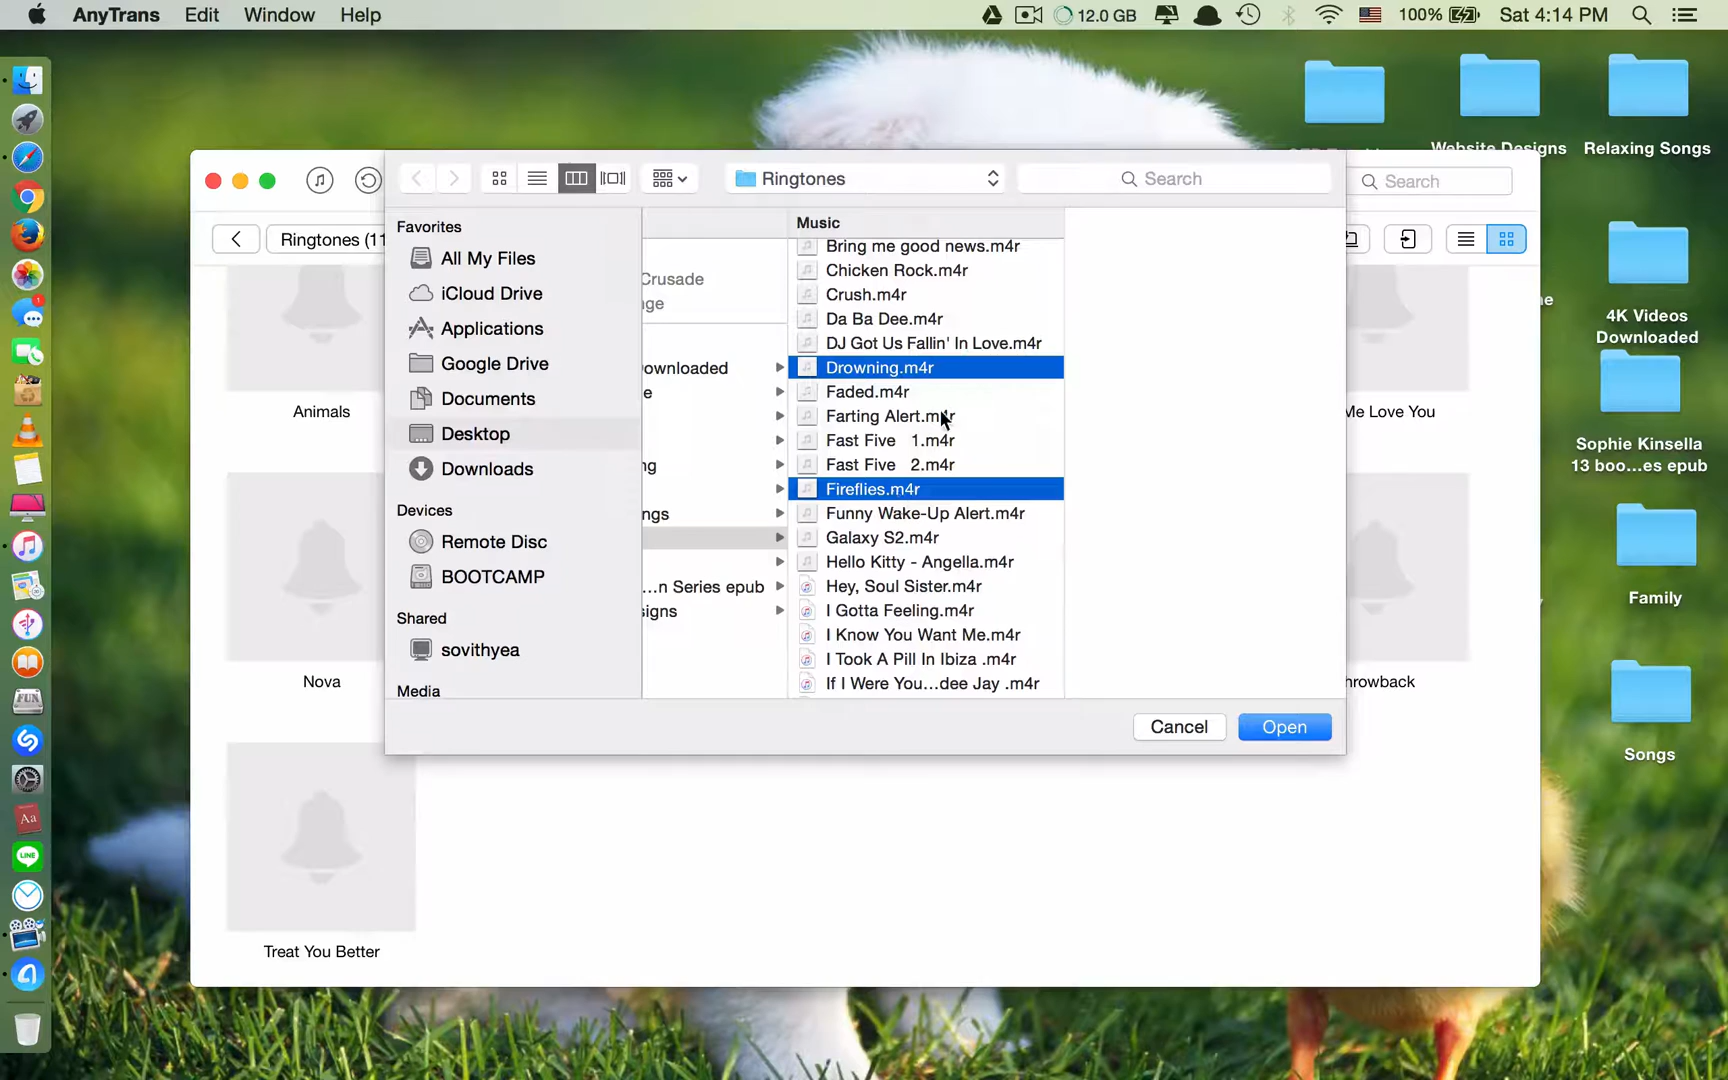 AnyTrans Edit Window Help 12.0 GB 100% Sat 4:14 PM
Website Designs
Relaxing Songs
4K Videos
Downloaded
Sophie Kinsella
13 boo...es epub
Family
Songs
Ringtones
Search
Search
Ringtones (11
Favorites
All My Files
iCloud Drive
Applications
Google Drive
Documents
Desktop
Downloads
Devices
Remote Disc
BOOTCAMP
Shared
sovithyea
Media
Crusade
nge
ownloaded
e
ng
ngs
...n Series epub
signs
Music
Bring me good news.m4r
Chicken Rock.m4r
Crush.m4r
Da Ba Dee.m4r
DJ Got Us Fallin' In Love.m4r
Drowning.m4r
Faded.m4r
Farting Alert.m4r
Fast Five 1.m4r
Fast Five 2.m4r
Fireflies.m4r
Funny Wake-Up Alert.m4r
Galaxy S2.m4r
Hello Kitty - Angella.m4r
Hey, Soul Sister.m4r
I Gotta Feeling.m4r
I Know You Want Me.m4r
I Took A Pill In Ibiza .m4r
If I Were You...dee Jay .m4r
Cancel
Open
Animals
Me Love You
Nova
hrowback
Treat You Better
FUN
Aa
LINE
1